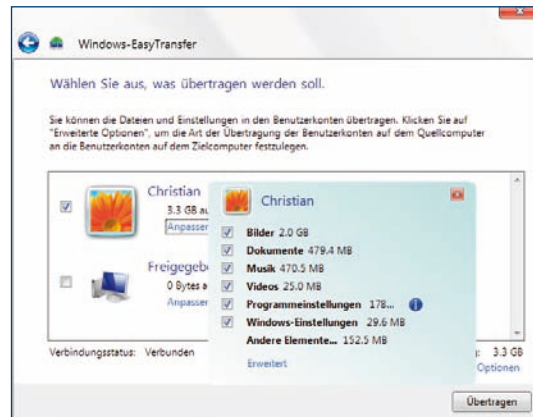 Windows-EasyTransfer
Wählen Sie aus, was übertragen werden soll.
Sie können die Dateien und Einstellungen in den Benutzerkonten übertragen. Klicken Sie auf
"Erweiterte Optionen", um die Art der Übertragung der Benutzerkonten auf dem Quellcomputer
an die Benutzerkonten auf dem Zielcomputer festzulegen.
Christian
3.3 GB
Anpassen
0 Bytes
Anpassen
Christian
Bilder 2.0 GB
Dokumente 479.4 MB
Musik 470.5 MB
Videos 25.0 MB
Programmeinstellungen 178...
Windows-Einstellungen 29.6 MB
Andere Elemente... 152.5 MB
Erweitert
Verbindungsstatus: Verbunden
3.3 GB
Optionen
Übertragen